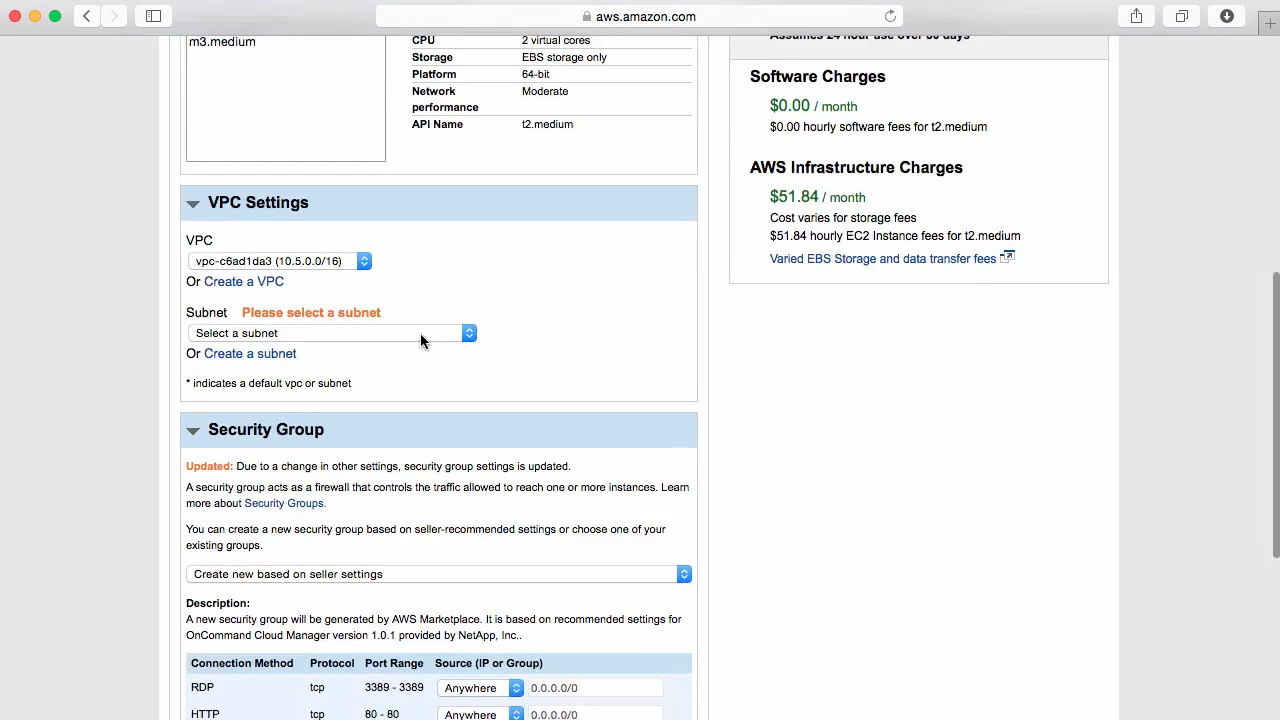 aws.amazon.com
m3.medium
CPU 2 virtual cores
Storage EBS storage only
Platform 64-bit
Network performance Moderate
API Name t2.medium
VPC Settings
VPC
vpc-c6ad1da3 (10.5.0.0/16)
Or Create a VPC
Subnet Please select a subnet
Select a subnet
Or Create a subnet
* indicates a default vpc or subnet
Security Group
Updated: Due to a change in other settings, security group settings is updated.
A security group acts as a firewall that controls the traffic allowed to reach one or more instances. Learn
more about Security Groups.
You can create a new security group based on seller-recommended settings or choose one of your
existing groups.
Create new based on seller settings
Description:
A new security group will be generated by AWS Marketplace. It is based on recommended settings for
OnCommand Cloud Manager version 1.0.1 provided by NetApp, Inc..
Connection Method Protocol Port Range Source (IP or Group)
RDP tcp 3389 - 3389 Anywhere 0.0.0.0/0
HTTP tcp 80 - 80 Anywhere 0.0.0.0/0
Assumes 24 hour use over 30 days
Software Charges
$0.00 / month
$0.00 hourly software fees for t2.medium
AWS Infrastructure Charges
$51.84 / month
Cost varies for storage fees
$51.84 hourly EC2 Instance fees for t2.medium
Varied EBS Storage and data transfer fees